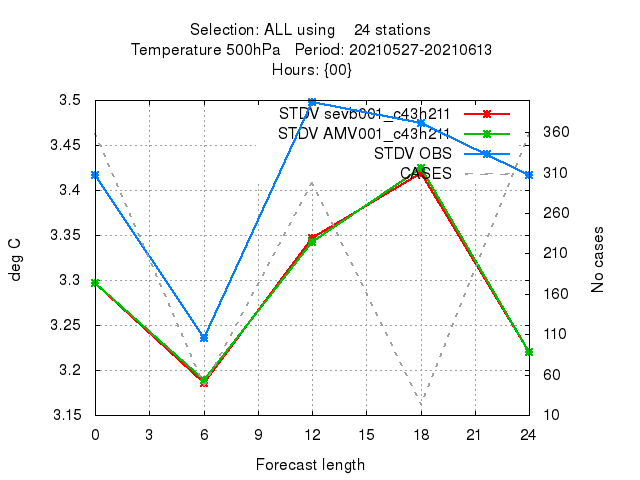 Selection: ALL using 24 stations
Temperature 500hPa Period: 20210527-20210613
Hours: {00}
STDV sevb001_c43h211
STDV AMV001_c43h211
STDV OBS
CASES
deg C
3.5
3.45
3.4
3.35
3.3
3.25
3.2
3.15
360
310
260
210
160
110
60
10
No cases
0 3 6 9 12 15 18 21 24
Forecast length